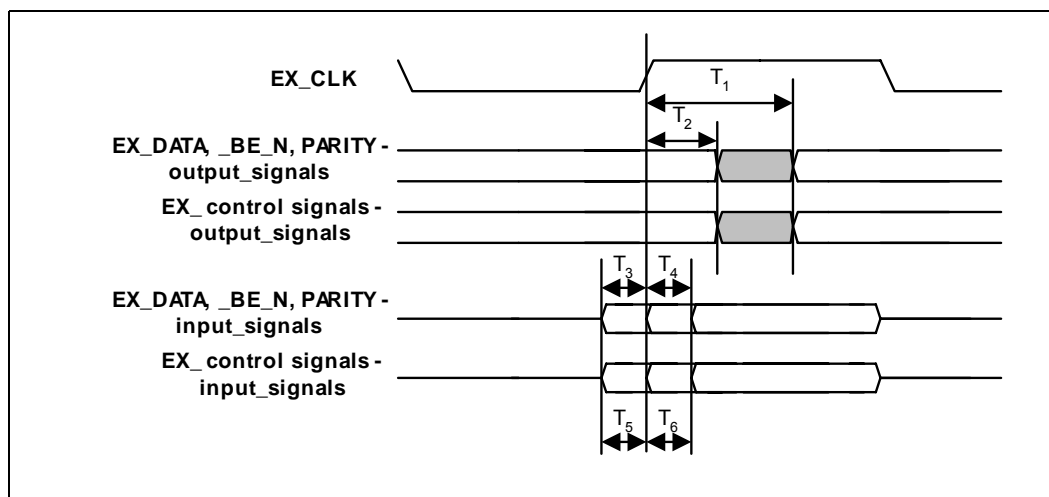 EX_CLK
T1
T2
EX_DATA, _BE_N, PARITY -
output_signals
EX_ control signals -
output_signals
T3
T4
EX_DATA, _BE_N, PARITY -
input_signals
EX_ control signals -
input_signals
T5
T6